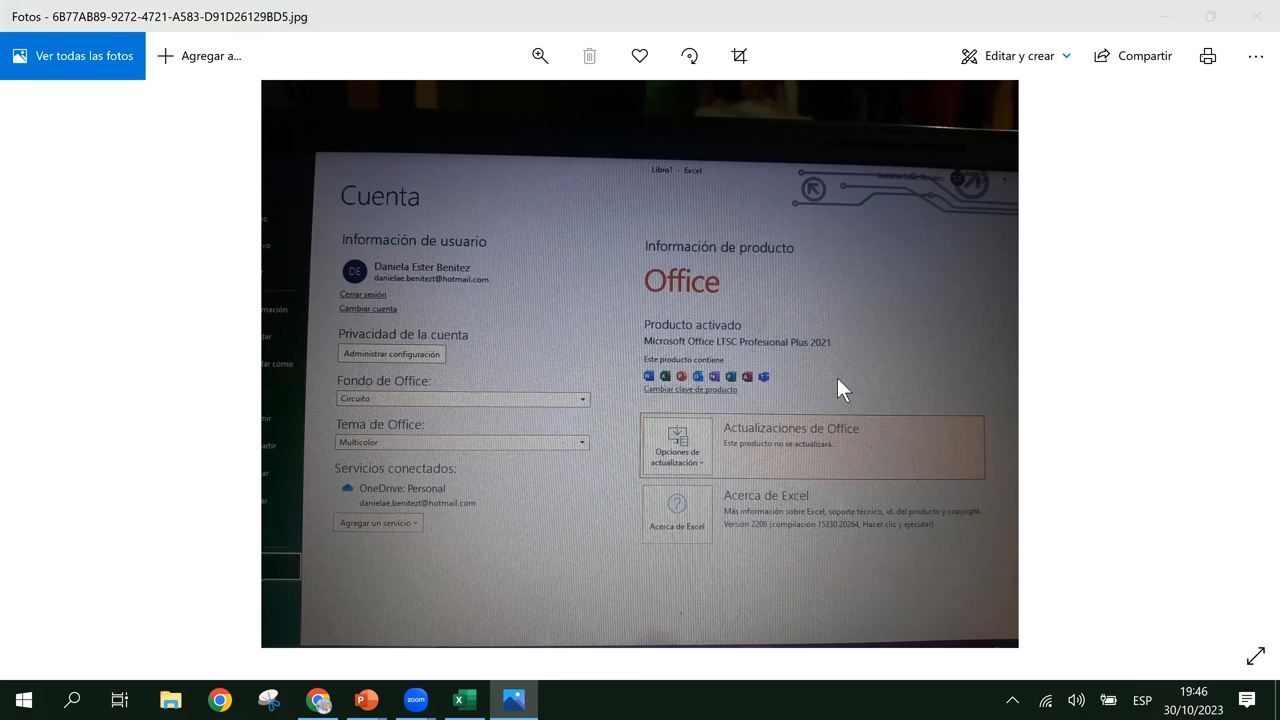 Fotos - 6B77AB89-9272-4721-A583-D91D26129BD5.jpg
Ver todas las fotos
Agregar a...
Editar y crear
Compartir
Libro1 - Excel
Cuenta
Información de usuario
DE
Daniela Ester Benitez
danielae.benitezt@hotmail.com
Cerrar sesión
Cambiar cuenta
Privacidad de la cuenta
Administrar configuración
Fondo de Office:
Circuito
Tema de Office:
Multicolor
Servicios conectados:
OneDrive: Personal
danielae.benitezt@hotmail.com
Agregar un servicio
Información de producto
Office
Producto activado
Microsoft Office LTSC Profesional Plus 2021
Este producto contiene
Cambiar clave de producto
Opciones de
actualización
Actualizaciones de Office
Este producto no se actualizará.
Acerca de Excel
Acerca de Excel
Más información sobre Excel, soporte técnico, id. del producto y copyright.
Versión 2206 (compilación 15330.20264, Hacer clic y ejecutar)
zoom
ESP
19:46
30/10/2023